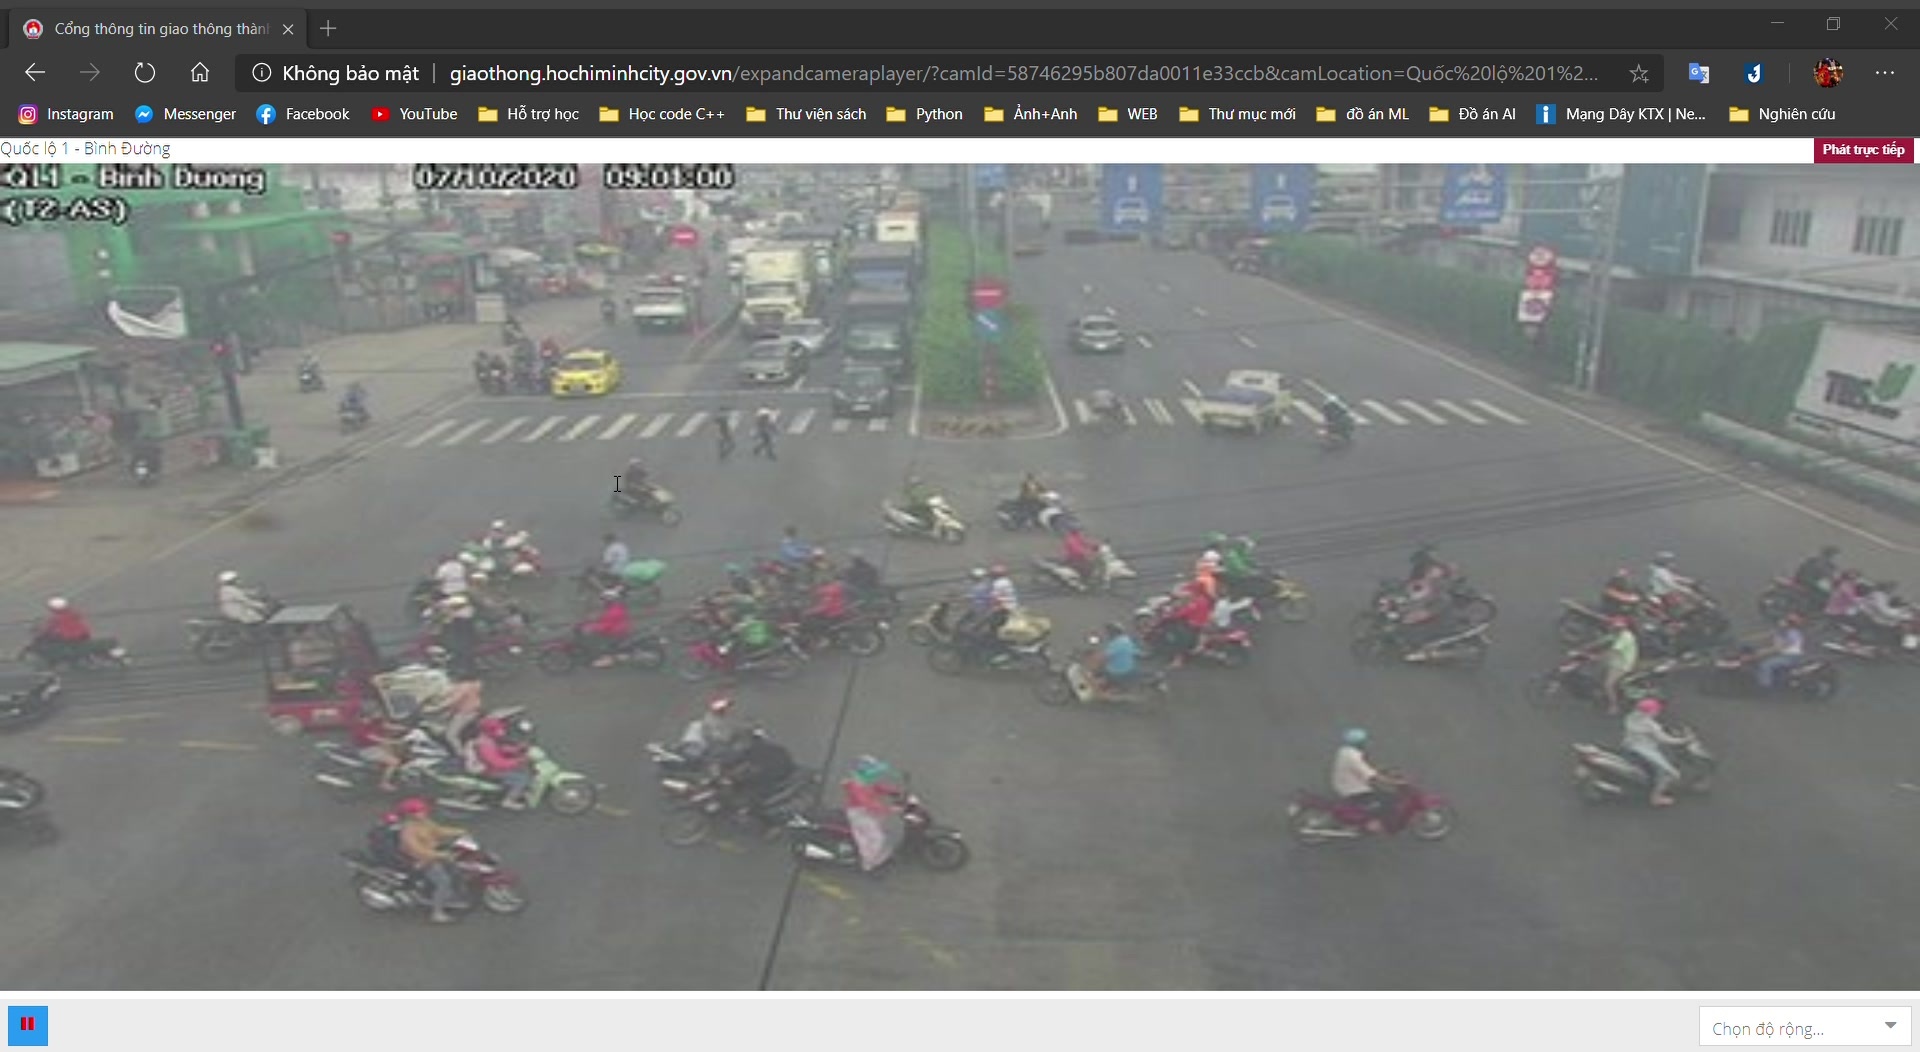 Cổng thông tin giao thông thành
Không bảo mật | giaothong.hochiminhcity.gov.vn/expandcameraplayer/?camId=58746295b807da0011e33ccb&camLocation=Quốc%20lộ%201%2...
Instagram Messenger Facebook YouTube Hỗ trợ học Học code C++ Thư viện sách Python Ảnh+Anh WEB Thư mục mới đồ án ML Đồ án AI Mạng Dây KTX | Ne... Nghiên cứu
Quốc lộ 1 - Bình Đường
Phát trực tiếp
QL1 - Binh Duong 02/10/2020 09:01:00
(T2-AS)
Chọn độ rộng...